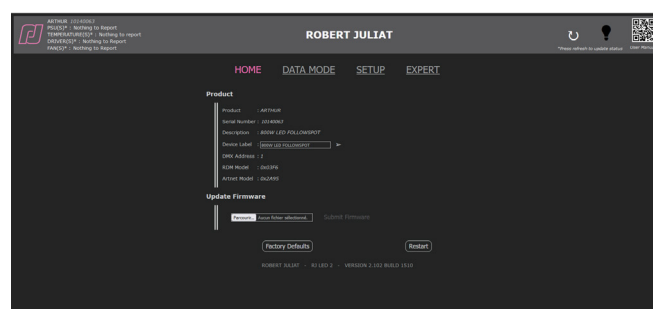 ARTHUR 10140063
PSU(S)* : Nothing to Report
TEMPERATURE(S)* : Nothing to report
DRIVER(S)* : Nothing to Report
FAN(S)* : Nothing to Report
ROBERT JULIAT
*Press refresh to update status
User Manual
HOME DATA MODE SETUP EXPERT
Product
Product : ARTHUR
Serial Number : 10140063
Description : 800W LED FOLLOWSPOT
Device Label : 800W LED FOLLOWSPOT
DMX Address : 1
RDM Model : 0x03F6
Artnet Model : 0x2A95
Update Firmware
Parcourir... Aucun fichier sélectionné. Submit Firmware
Factory Defaults Restart
ROBERT JULIAT - RJ LED 2 - VERSION 2.102 BUILD 1510